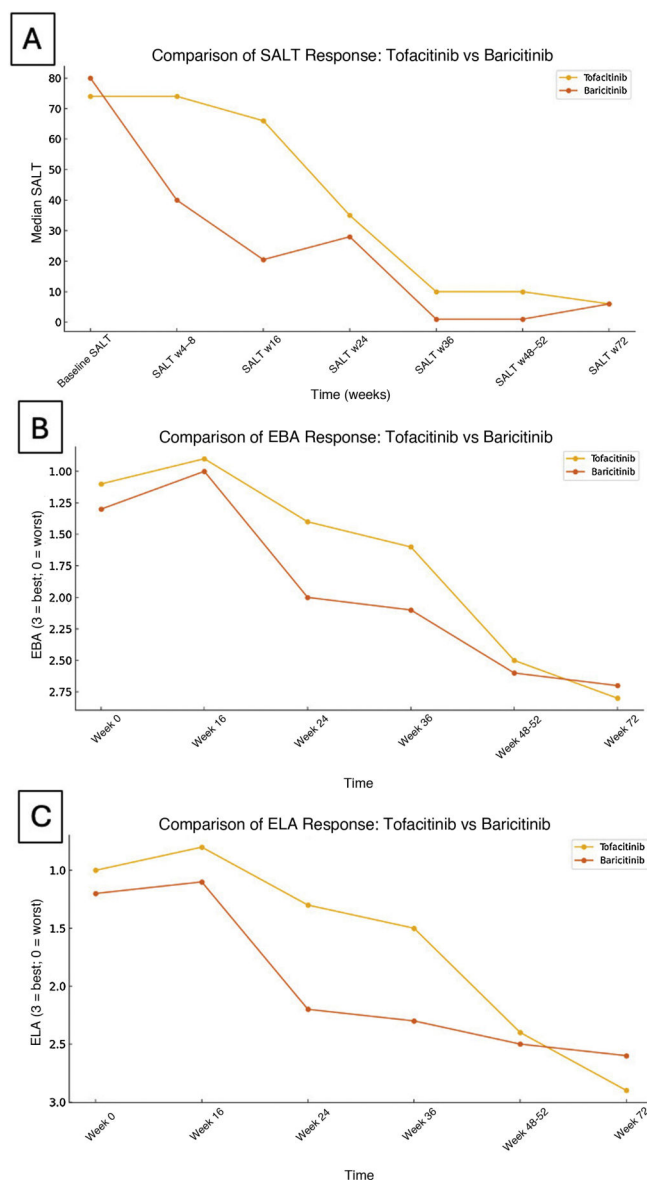 A
Comparison of SALT Response: Tofacitinib vs Baricitinib
Tofacitinib
Baricitinib
Median SALT
80
70
60
50
40
30
20
10
0
Baseline SALT
SALT w4–8
SALT w16
SALT w24
SALT w36
SALT w48–52
SALT w72
Time (weeks)
B
Comparison of EBA Response: Tofacitinib vs Baricitinib
Tofacitinib
Baricitinib
EBA (3 = best; 0 = worst)
1.00
1.25
1.50
1.75
2.00
2.25
2.50
2.75
Week 0
Week 16
Week 24
Week 36
Week 48-52
Week 72
Time
C
Comparison of ELA Response: Tofacitinib vs Baricitinib
Tofacitinib
Baricitinib
ELA (3 = best; 0 = worst)
1.0
1.5
2.0
2.5
3.0
Week 0
Week 16
Week 24
Week 36
Week 48-52
Week 72
Time